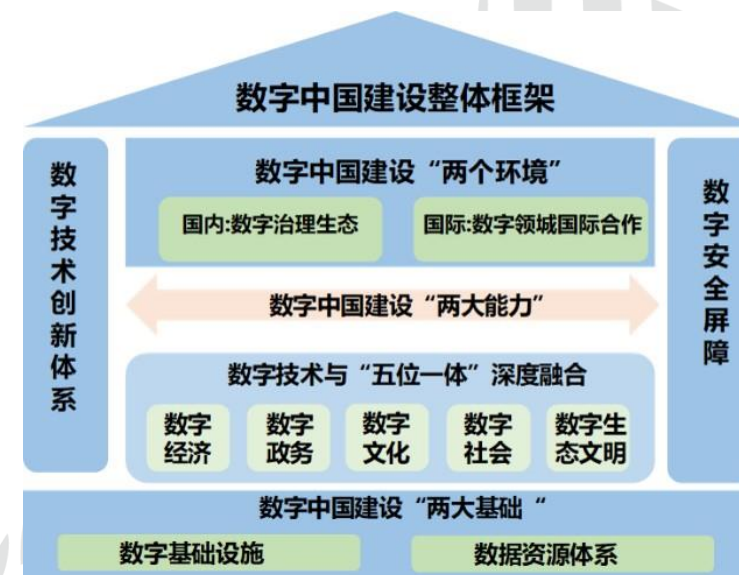 数字中国建设整体框架
数字技术创新体系
数字中国建设“两个环境”
国内:数字治理生态
国际:数字领城国际合作
数字中国建设“两大能力”
数字技术与“五位一体”深度融合
数字
经济
数字
政务
数字
文化
数字
社会
数字生
态文明
数字安全屏障
数字中国建设“两大基础“
数字基础设施
数据资源体系